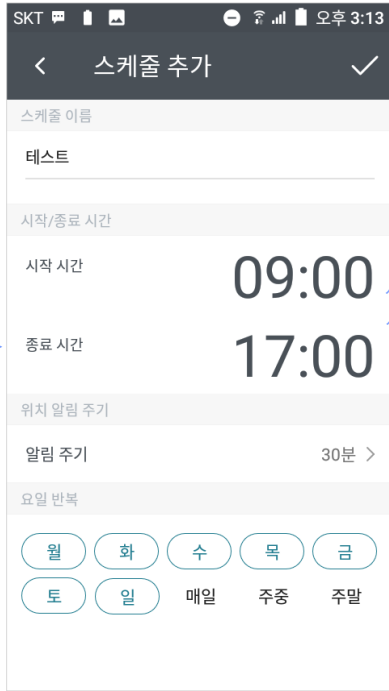 SKT 오후 3:13
스케줄 추가
스케줄 이름
테스트
시작/종료 시간
시작 시간 09:00
종료 시간 17:00
위치 알림 주기
알림 주기 30분
요일 반복
월 화 수 목 금
토 일 매일 주중 주말